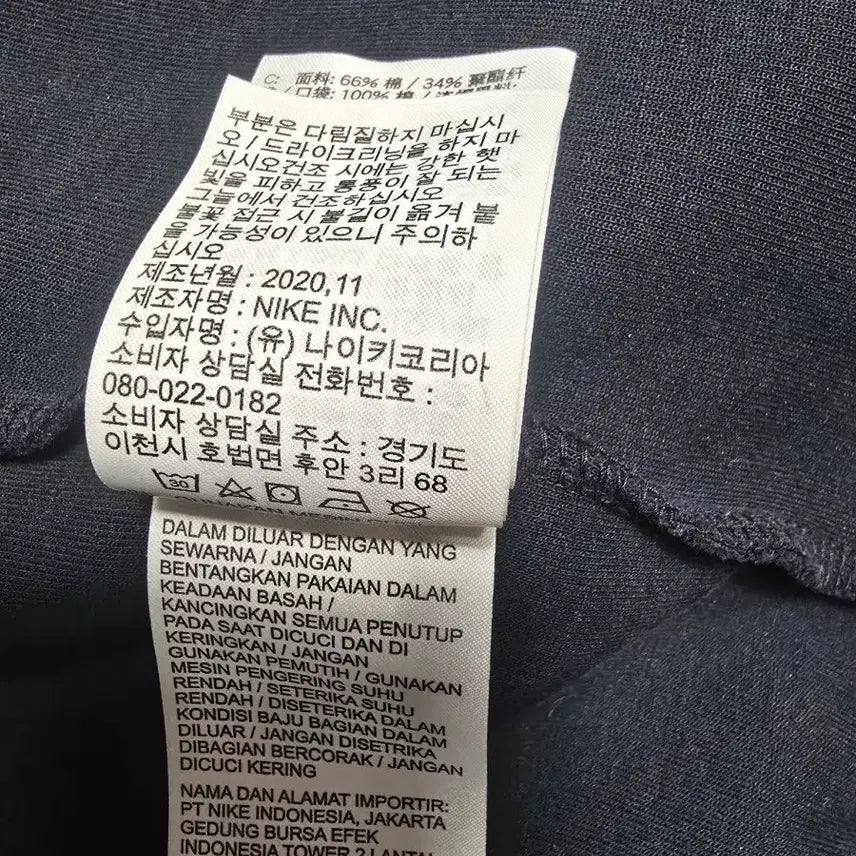 C: 面料: 66% 棉 / 34% 聚酯纤
口袋: 100% 棉 /
부분은 다림질하지 마십시
오 / 드라이크리닝을 하지 마
십시오건조 시에는 강한 햇
빛을 피하고 통풍이 잘 되는
그늘에서 건조하십시오
불꽃 접근 시 불길이 옮겨 붙
을 가능성이 있으니 주의하
십시오
제조년월 : 2020,11
제조자명 : NIKE INC.
수입자명 : (유) 나이키코리아
소비자 상담실 전화번호 :
080-022-0182
소비자 상담실 주소 : 경기도
이천시 호법면 후안 3리 68
30
DALAM DILUAR DENGAN YANG
SEWARNA / JANGAN
BENTANGKAN PAKAIAN DALAM
KEADAAN BASAH /
KANCINGKAN SEMUA PENUTUP
PADA SAAT DICUCI DAN DI
KERINGKAN / JANGAN
GUNAKAN PEMUTIH / GUNAKAN
MESIN PENGERING SUHU
RENDAH / SETERIKA SUHU
RENDAH / DISETERIKA DALAM
KONDISI BAJU BAGIAN DALAM
DILUAR / JANGAN DISETRIKA
DIBAGIAN BERCORAK / JANGAN
DICUCI KERING
NAMA DAN ALAMAT IMPORTIR:
PT NIKE INDONESIA, JAKARTA
GEDUNG BURSA EFEK
INDONESIA TOWER 2 LANTAI